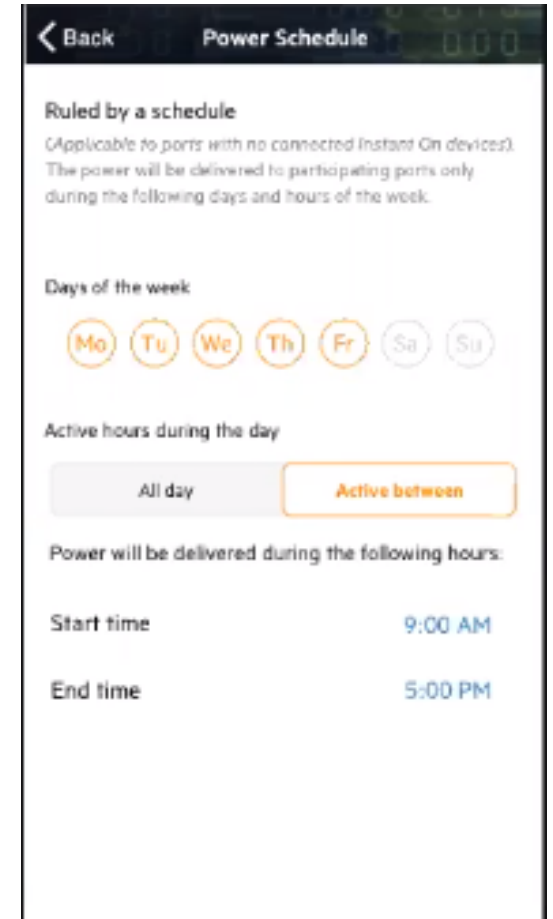 Back Power Schedule
Ruled by a schedule
(Applicable to ports with no connected Instant On devices).
The power will be delivered to participating ports only
during the following days and hours of the week.
Days of the week
Mo Tu We Th Fr Sa Su
Active hours during the day
All day Active between
Power will be delivered during the following hours:
Start time 9:00 AM
End time 5:00 PM